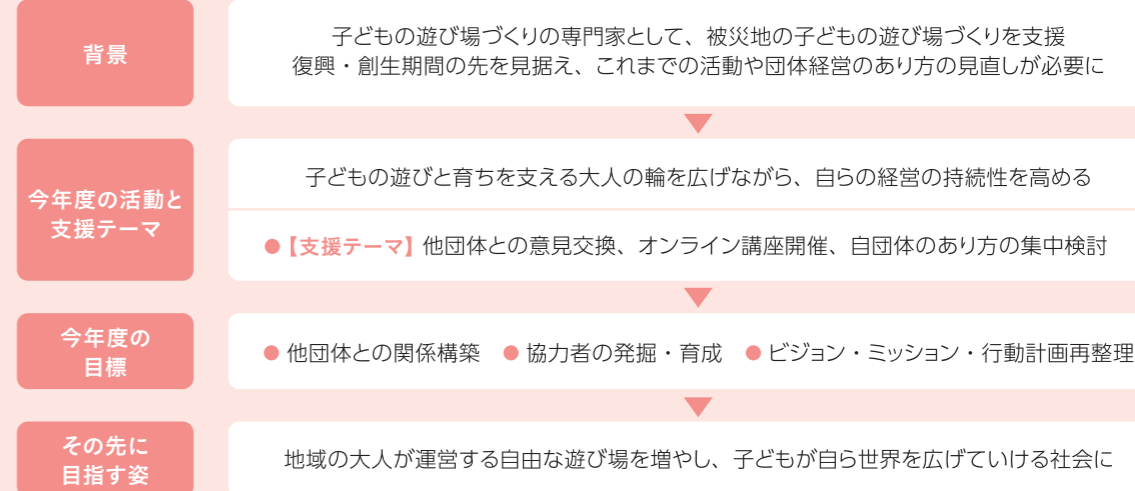 背景
子どもの遊び場づくりの専門家として、被災地の子どもの遊び場づくりを支援
復興・創生期間の先を見据え、これまでの活動や団体経営のあり方の見直しが必要に
今年度の活動と
支援テーマ
子どもの遊びと育ちを支える大人の輪を広げながら、自らの経営の持続性を高める
●【支援テーマ】他団体との意見交換、オンライン講座開催、自団体のあり方の集中検討
今年度の
目標
●他団体との関係構築 ●協力者の発掘・育成 ●ビジョン・ミッション・行動計画再整理
その先に
目指す姿
地域の大人が運営する自由な遊び場を増やし、子どもが自ら世界を広げていける社会に